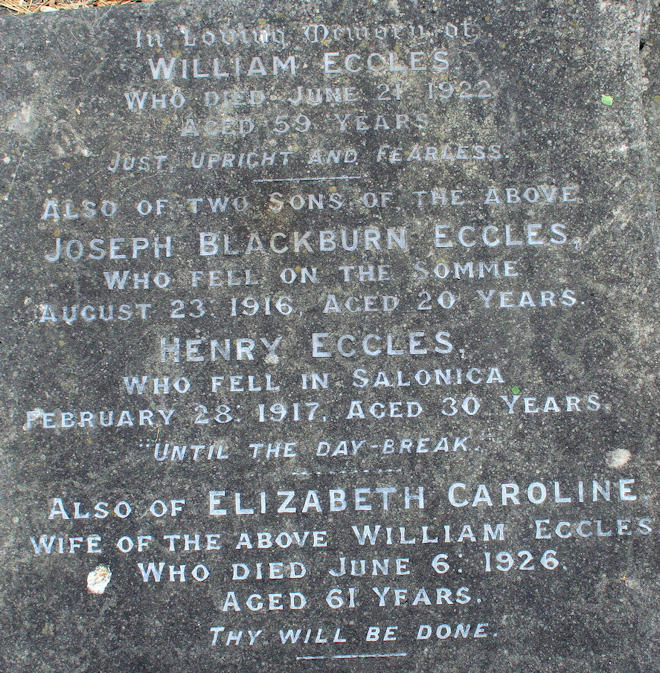 In Loving Memory of
WILLIAM ECCLES
WHO DIED JUNE 21 1922
AGED 59 YEARS
JUST, UPRIGHT AND FEARLESS.
ALSO OF TWO SONS OF THE ABOVE
JOSEPH BLACKBURN ECCLES,
WHO FELL ON THE SOMME
AUGUST 23: 1916, AGED 20 YEARS.
HENRY ECCLES,
WHO FELL IN SALONICA
FEBRUARY 28: 1917, AGED 30 YEARS.
"UNTIL THE DAY-BREAK."
ALSO OF ELIZABETH CAROLINE
WIFE OF THE ABOVE WILLIAM ECCLES
WHO DIED JUNE 6: 1926.
AGED 61 YEARS.
THY WILL BE DONE.